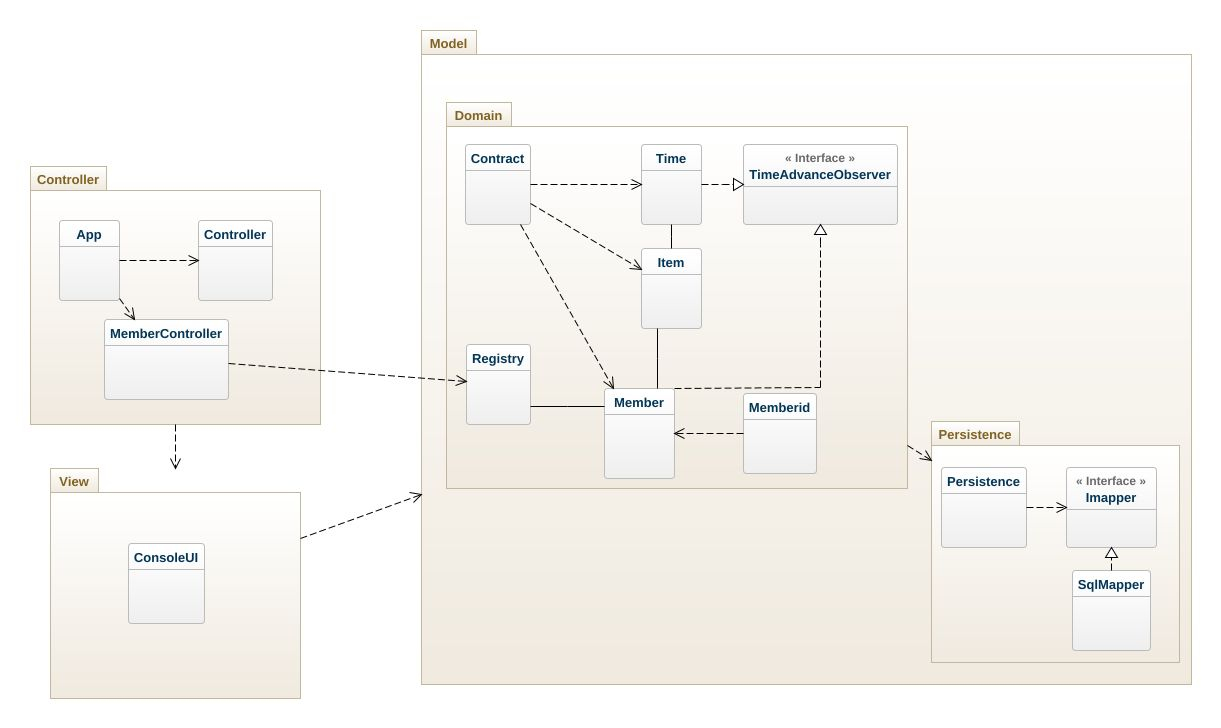 Model
Domain
Contract
Time
« Interface »
TimeAdvanceObserver
Controller
App
Controller
Item
MemberController
Registry
Member
Memberid
Persistence
View
Persistence
« Interface »
Imapper
ConsoleUI
SqlMapper